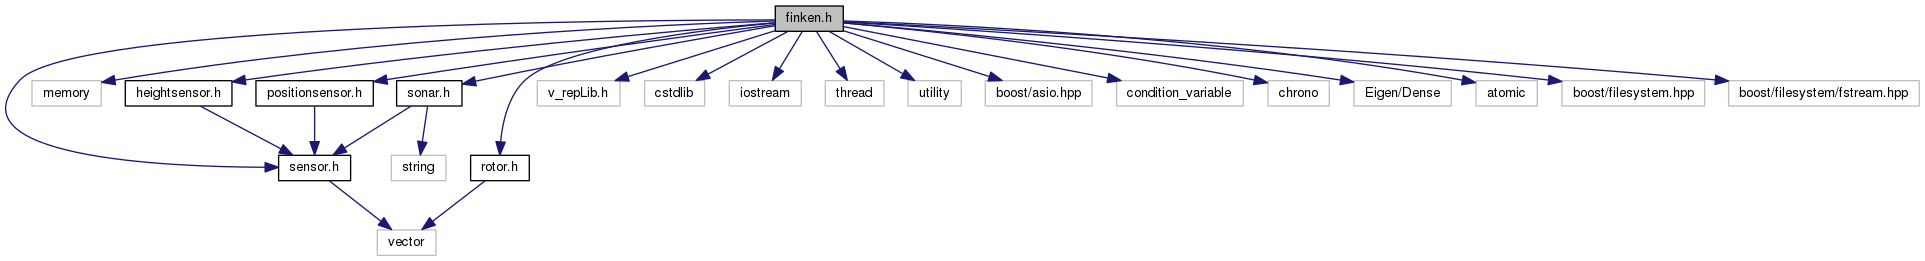 finken.h
memory
heightsensor.h
positionsensor.h
sonar.h
v_repLib.h
cstdlib
iostream
thread
utility
boost/asio.hpp
condition_variable
chrono
Eigen/Dense
atomic
boost/filesystem.hpp
boost/filesystem/fstream.hpp
sensor.h
string
rotor.h
vector